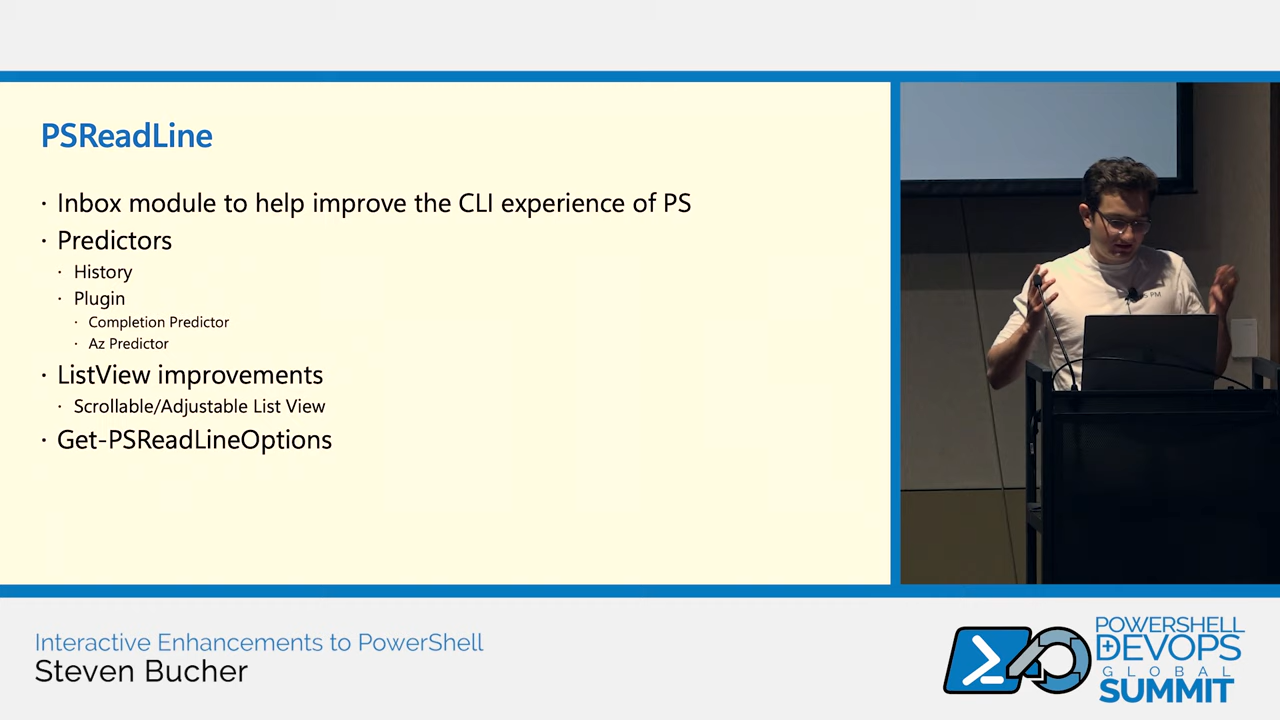 PSReadLine
· Inbox module to help improve the CLI experience of PS
· Predictors
· History
· Plugin
· Completion Predictor
· Az Predictor
· ListView improvements
· Scrollable/Adjustable List View
· Get-PSReadLineOptions
PM
Interactive Enhancements to PowerShell
Steven Bucher
POWERSHELL
DEVOPS
GLOBAL
SUMMIT